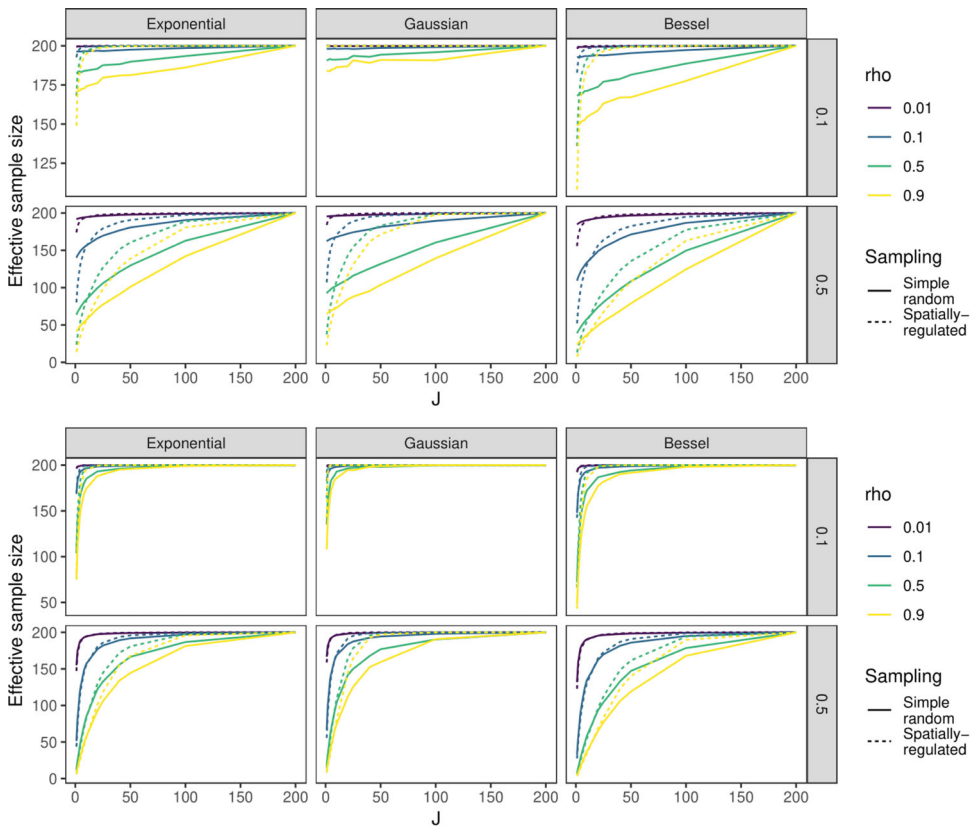 Exponential Gaussian Bessel
200
175
150
125
0.1
200
150
100
50
0
0.5
Effective sample size
0 50 100 150 200 0 50 100 150 200 0 50 100 150 200
J
rho
0.01
0.1
0.5
0.9
Sampling
Simple
random
Spatially−
regulated
Exponential Gaussian Bessel
200
150
100
50
0.1
200
150
100
50
0
0.5
Effective sample size
0 50 100 150 200 0 50 100 150 200 0 50 100 150 200
J
rho
0.01
0.1
0.5
0.9
Sampling
Simple
random
Spatially−
regulated